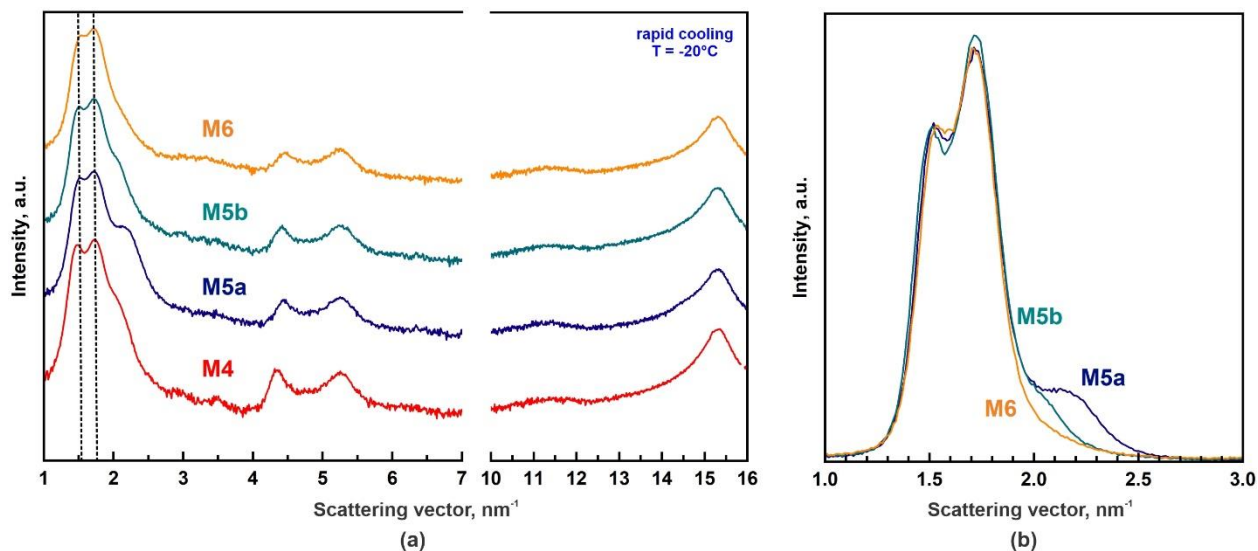 rapid cooling
T = -20°C
M6
M5b
M5a
M4
Intensity, a.u.
1 2 3 4 5 6 7 10 11 12 13 14 15 16
Scattering vector, nm⁻¹
(a)
M5b
M5a
M6
Intensity, a.u.
1.0 1.5 2.0 2.5 3.0
Scattering vector, nm⁻¹
(b)